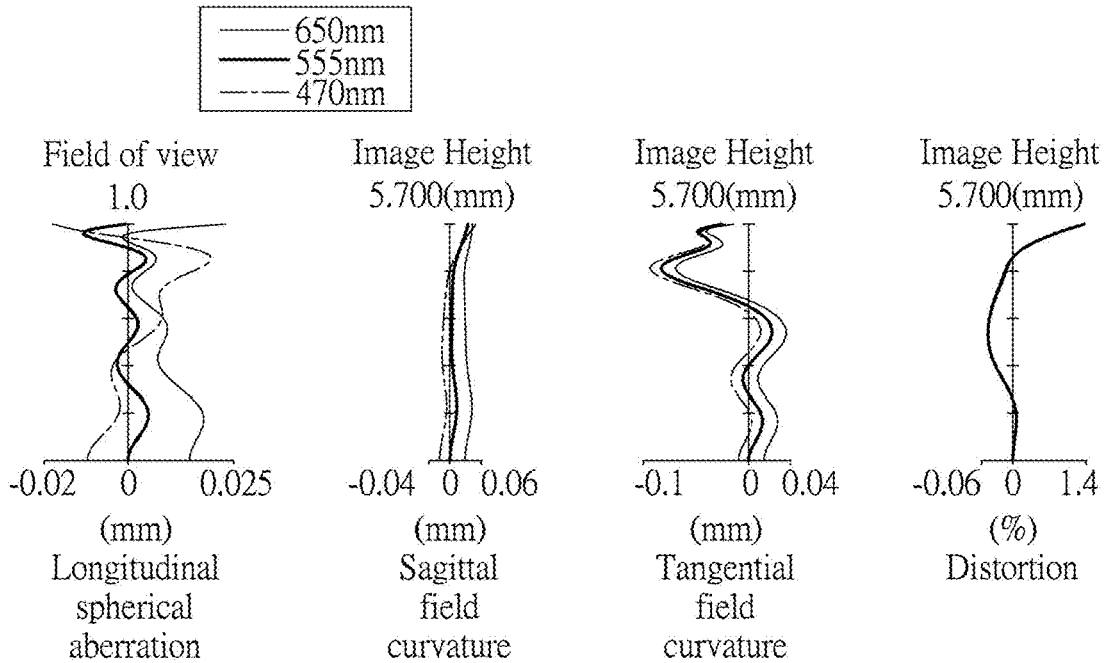 650nm
555nm
470nm
Field of view
1.0
-0.02 0 0.025
(mm)
Longitudinal
spherical
aberration
Image Height
5.700(mm)
-0.04 0 0.06
(mm)
Sagittal
field
curvature
Image Height
5.700(mm)
-0.1 0 0.04
(mm)
Tangential
field
curvature
Image Height
5.700(mm)
-0.06 0 1.4
(%)
Distortion